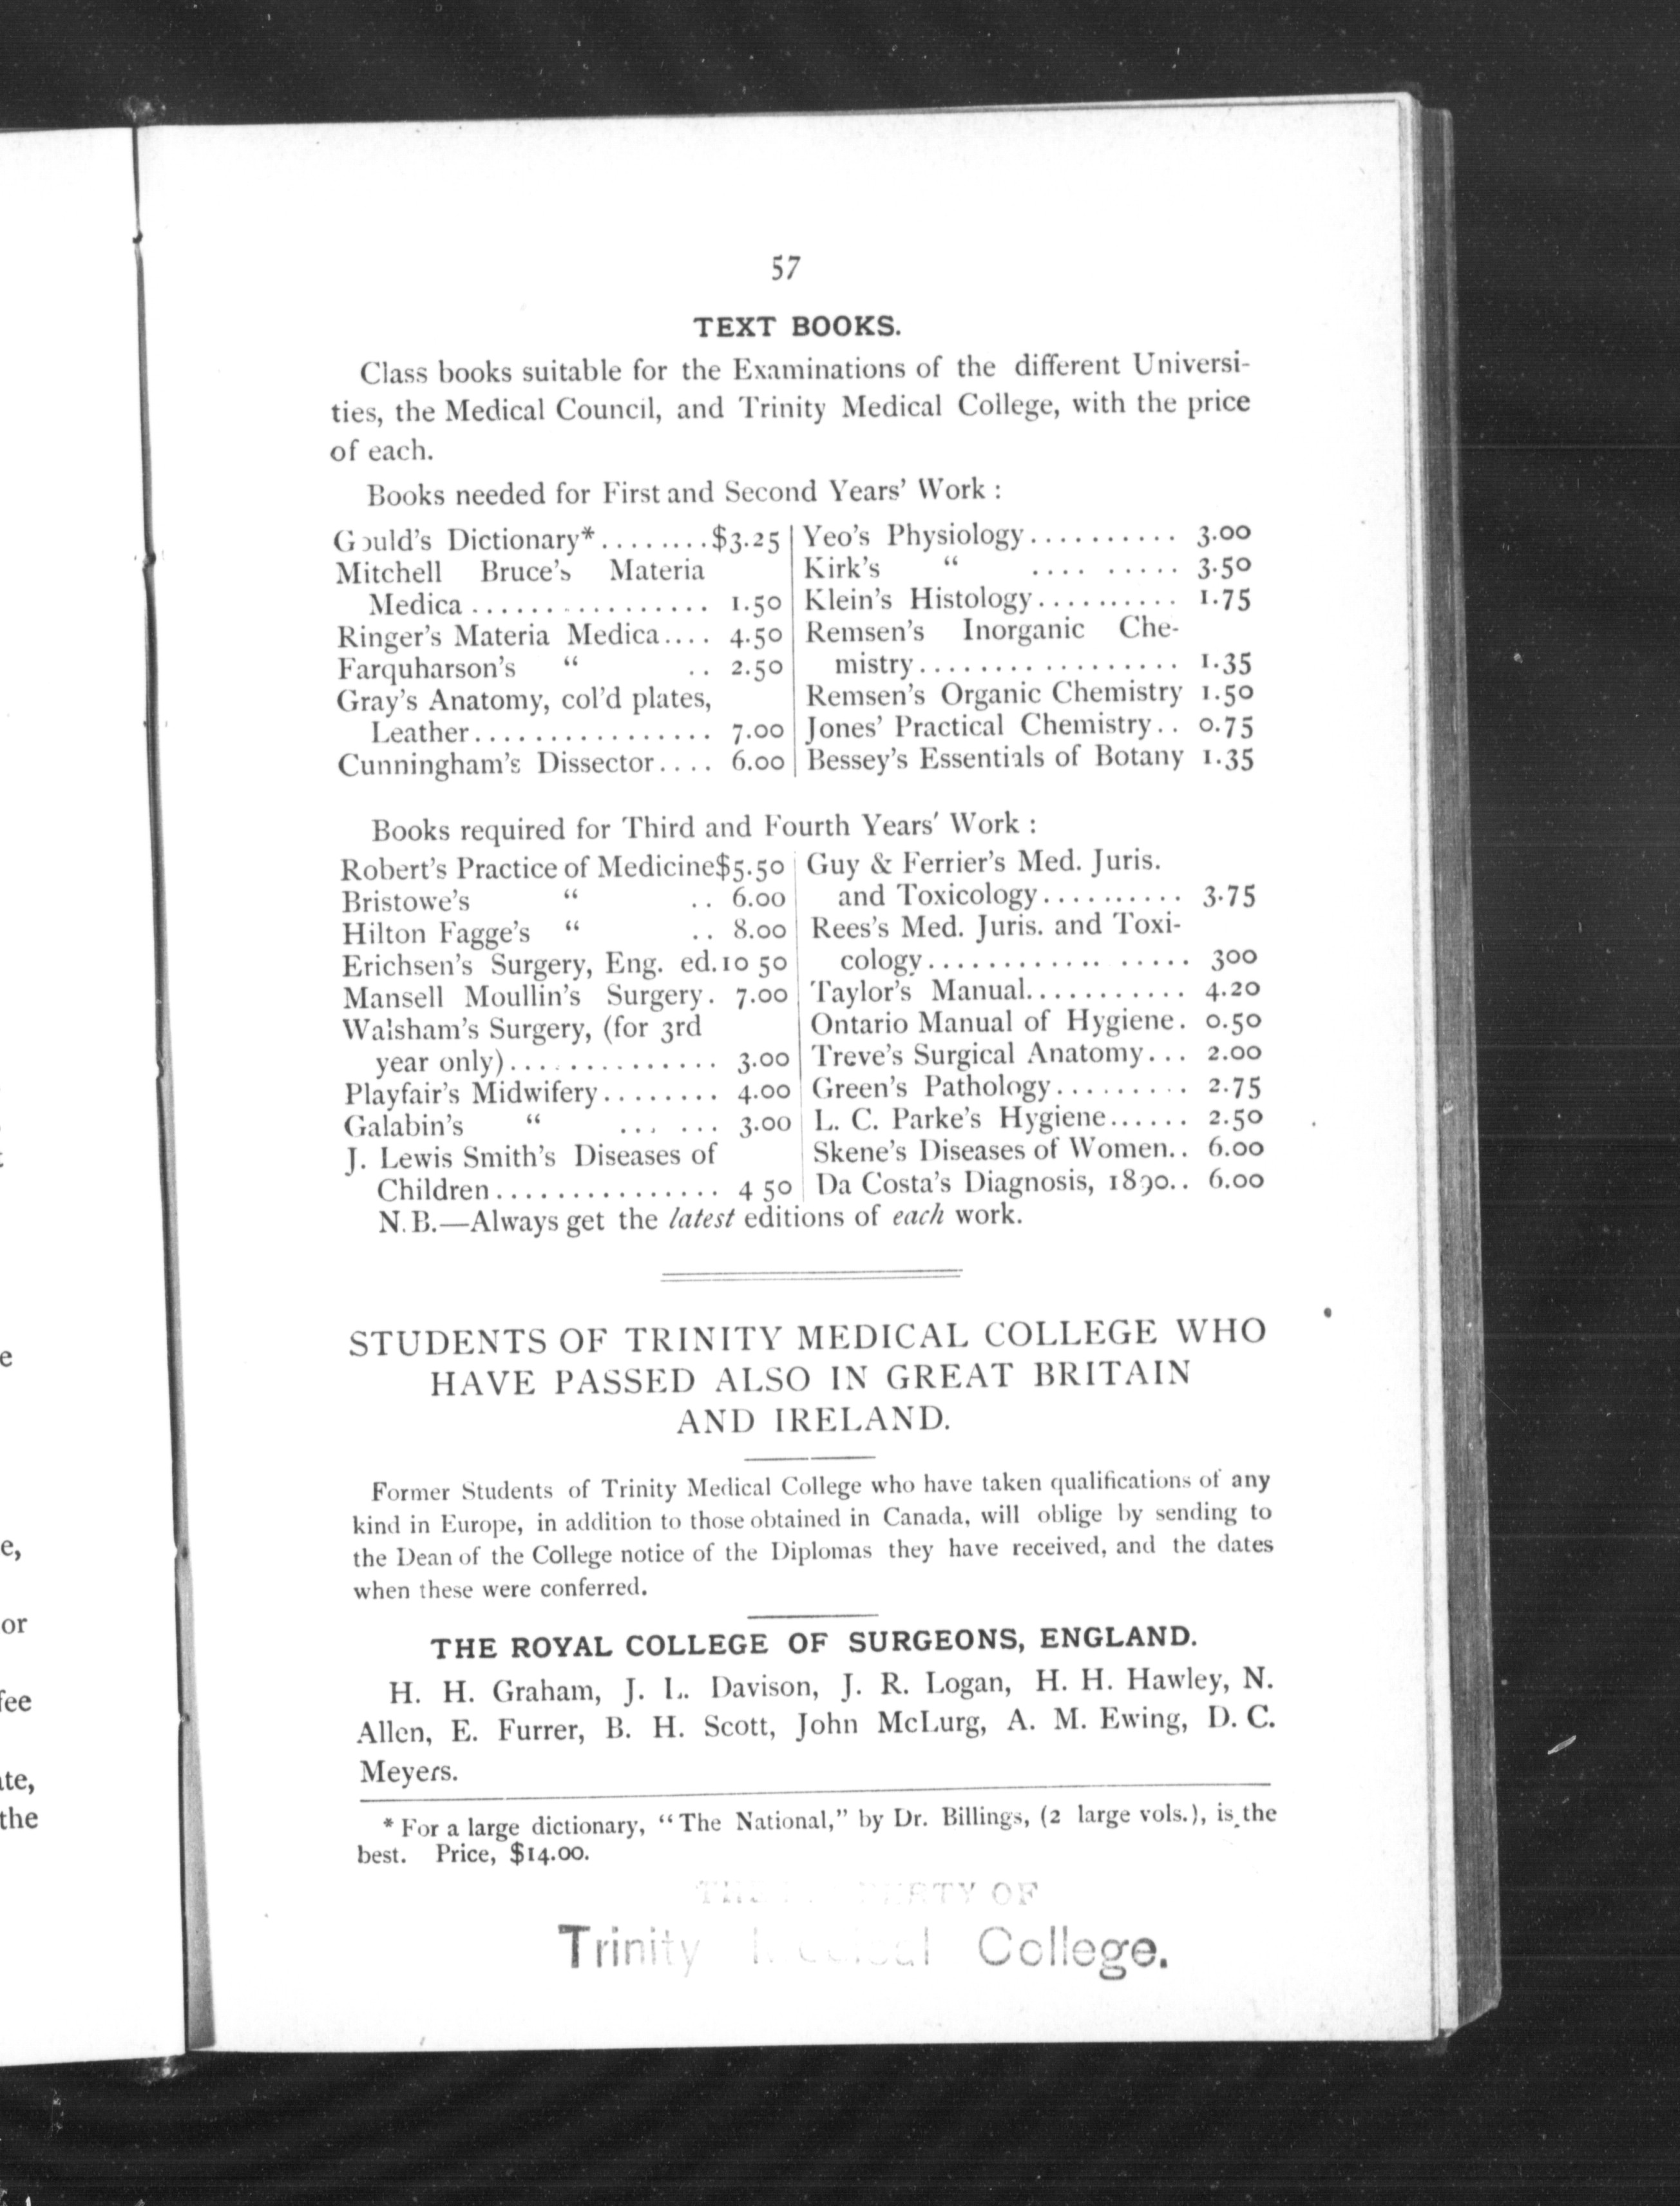 57
TEXT BOOKS.
Class books suitable for the Examinations of the different Universi-
ties, the Medical Council, and Trinity Medical College, with the price
of each.
Books needed for First and Second Years' Work :
Gould's Dictionary*........$3.25
Mitchell Bruce's Materia
Medica................ 1.50
Ringer's Materia Medica.... 4.50
Farquharson's " .. 2.50
Gray's Anatomy, col'd plates,
Leather................ 7.00
Cunningham's Dissector.... 6.00
Yeo's Physiology.......... 3.00
Kirk's " .... ..... 3.50
Klein's Histology.......... 1.75
Remsen's Inorganic Che-
mistry.................. 1.35
Remsen's Organic Chemistry 1.50
Jones' Practical Chemistry.. 0.75
Bessey's Essentials of Botany 1.35
Books required for Third and Fourth Years' Work :
Robert's Practice of Medicine$5.50
Bristowe's " .. 6.00
Hilton Fagge's " .. 8.00
Erichsen's Surgery, Eng. ed.10 50
Mansell Moullin's Surgery. 7.00
Walsham's Surgery, (for 3rd
year only).............. 3.00
Playfair's Midwifery........ 4.00
Galabin's " ... ... 3.00
J. Lewis Smith's Diseases of
Children............... 4 50
Guy & Ferrier's Med. Juris.
and Toxicology.......... 3.75
Rees's Med. Juris. and Toxi-
cology............ ..... 300
Taylor's Manual........... 4.20
Ontario Manual of Hygiene. 0.50
Treve's Surgical Anatomy... 2.00
Green's Pathology......... 2.75
L. C. Parke's Hygiene...... 2.50
Skene's Diseases of Women.. 6.00
Da Costa's Diagnosis, 1890.. 6.00
N.B.—Always get the latest editions of each work.
STUDENTS OF TRINITY MEDICAL COLLEGE WHO
HAVE PASSED ALSO IN GREAT BRITAIN
AND IRELAND.
Former Students of Trinity Medical College who have taken qualifications of any
kind in Europe, in addition to those obtained in Canada, will oblige by sending to
the Dean of the College notice of the Diplomas they have received, and the dates
when these were conferred.
THE ROYAL COLLEGE OF SURGEONS, ENGLAND.
H. H. Graham, J. L. Davison, J. R. Logan, H. H. Hawley, N.
Allen, E. Furrer, B. H. Scott, John McLurg, A. M. Ewing, D. C.
Meyers.
* For a large dictionary, "The National," by Dr. Billings, (2 large vols.), is the
best. Price, $14.00.
OF
Trinity College.
e
e,
or
fee
ate,
the